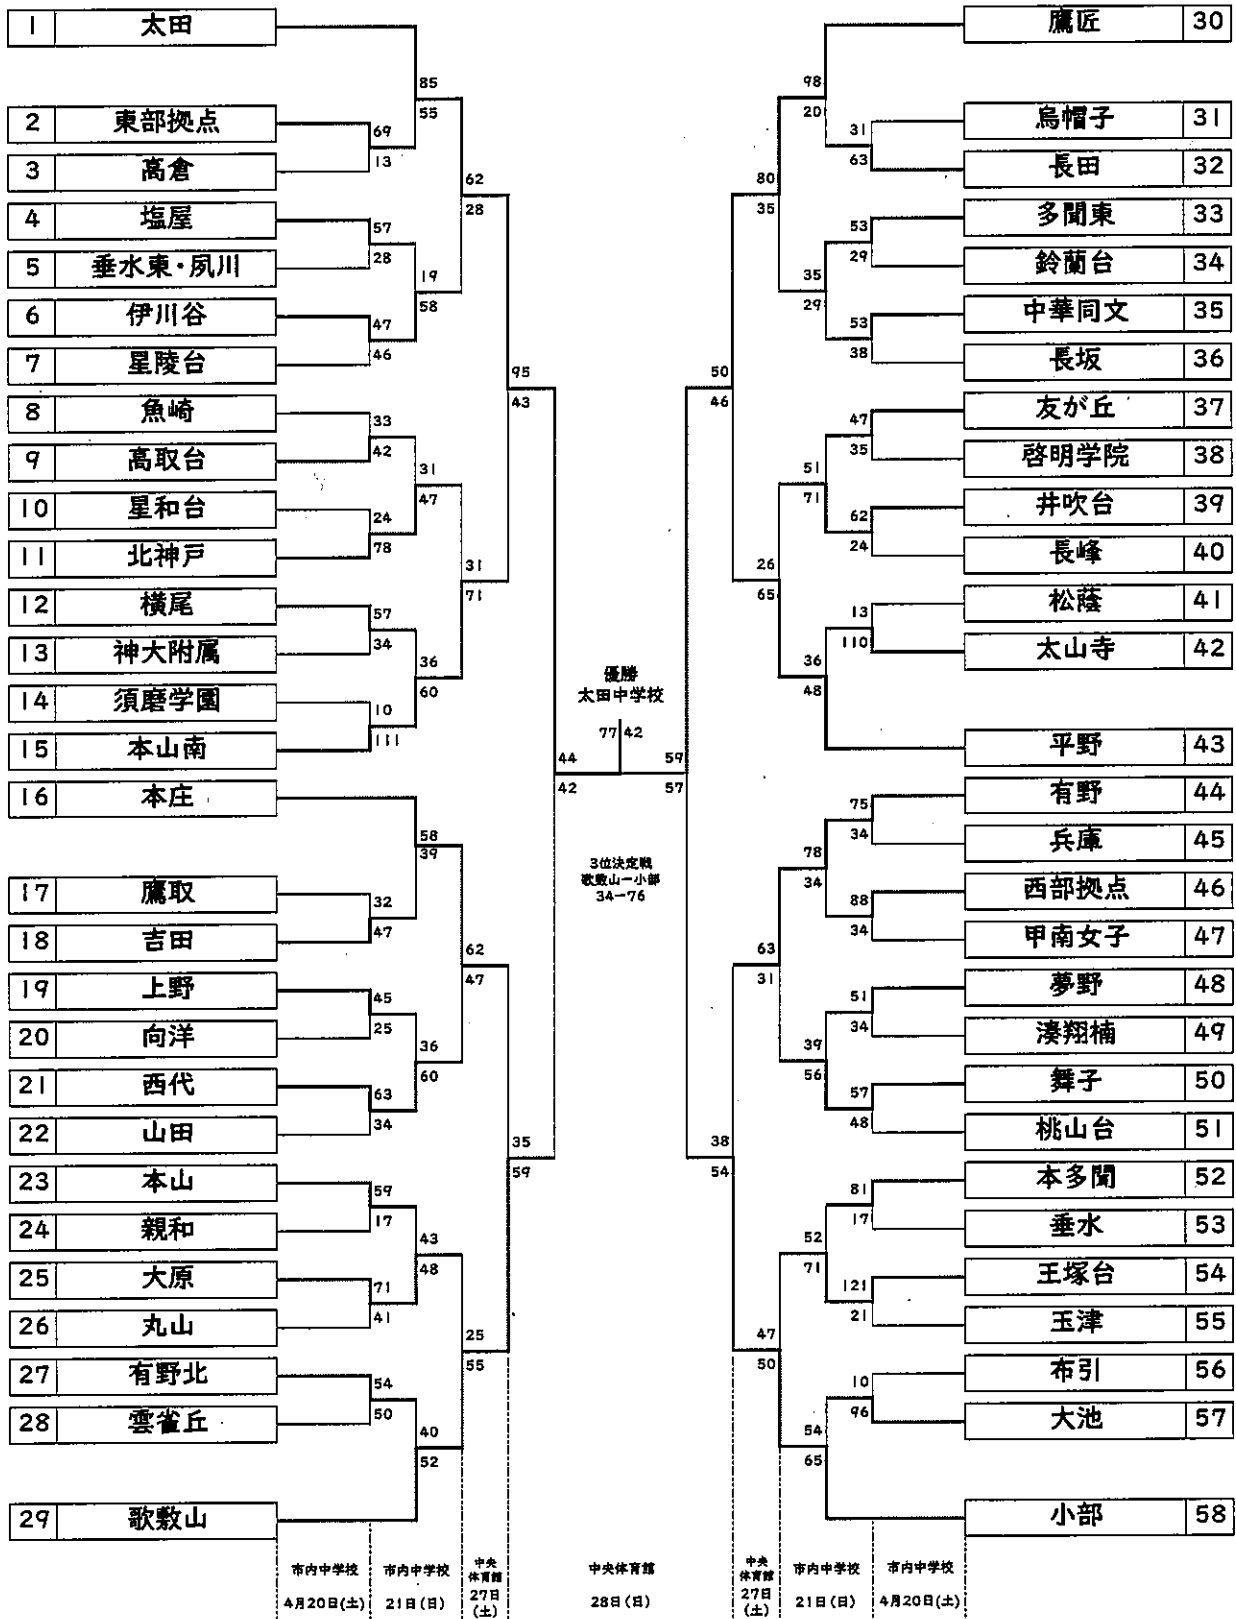 1 太田
2 東部拠点
3 高倉
4 塩屋
5 垂水東・夙川
6 伊川谷
7 星陵台
8 魚崎
9 高取台
10 星和台
11 北神戸
12 横尾
13 神大附属
14 須磨学園
15 本山南
16 本庄
17 鷹取
18 吉田
19 上野
20 向洋
21 西代
22 山田
23 本山
24 親和
25 大原
26 丸山
27 有野北
28 雲雀丘
29 歌敷山
69
13
57
28
47
46
33
42
24
78
57
34
10
111
32
47
45
25
63
34
59
17
71
41
54
50
85
55
19
58
31
47
36
60
58
39
36
60
43
48
40
52
62
28
31
71
62
47
25
55
95
43
35
59
44
42
優勝
太田中学校
77 42
3位決定戦
歌敷山ー小部
34ー76
59
57
50
46
38
54
80
35
26
65
63
31
47
50
98
20
35
29
51
71
36
48
78
34
39
56
52
71
54
65
31
63
53
29
53
38
47
35
62
24
13
110
75
34
88
34
51
34
57
48
81
17
121
21
10
96
鷹匠 30
烏帽子 31
長田 32
多聞東 33
鈴蘭台 34
中華同文 35
長坂 36
友が丘 37
啓明学院 38
井吹台 39
長峰 40
松蔭 41
太山寺 42
平野 43
有野 44
兵庫 45
西部拠点 46
甲南女子 47
夢野 48
湊翔楠 49
舞子 50
桃山台 51
本多聞 52
垂水 53
王塚台 54
玉津 55
布引 56
大池 57
小部 58
市内中学校
4月20日(土)
市内中学校
21日(日)
中央
体育館
27日
(土)
中央体育館
28日(日)
中央
体育館
27日
(土)
市内中学校
21日(日)
市内中学校
4月20日(土)